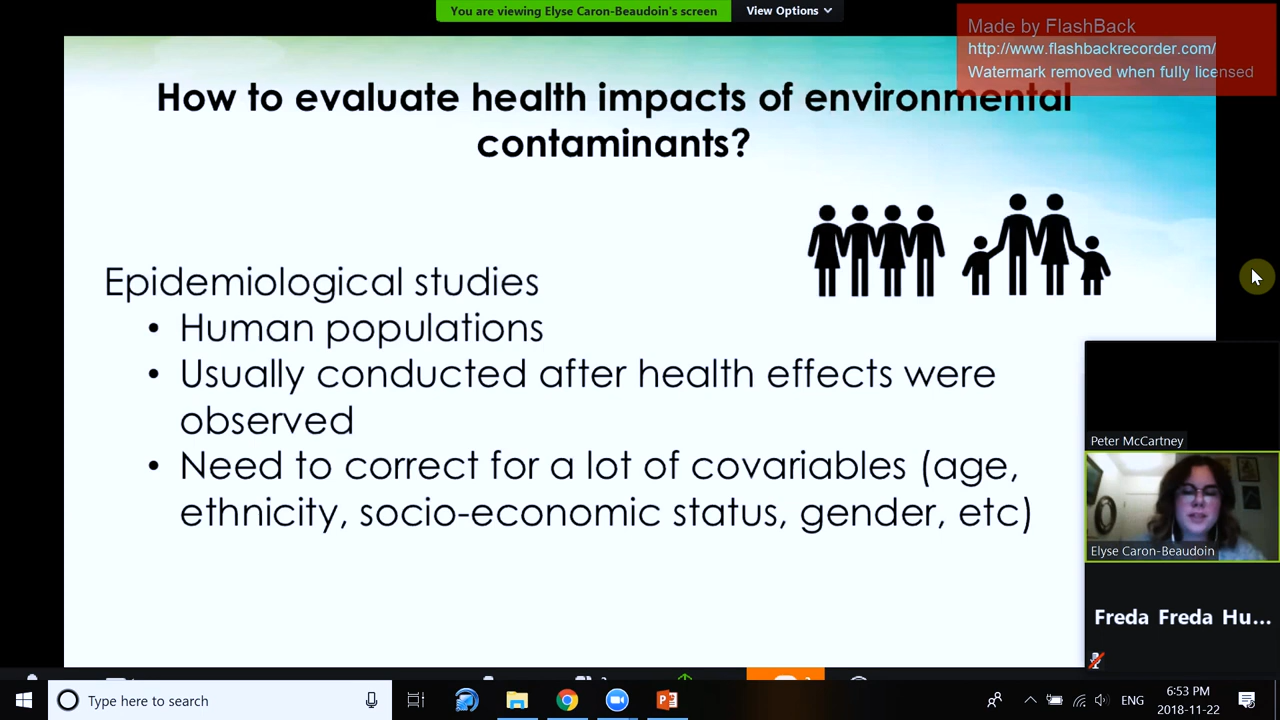 You are viewing Elyse Caron-Beaudoin's screen
View Options
Made by FlashBack
http://www.flashbackrecorder.com/
Watermark removed when fully licensed
How to evaluate health impacts of environmental
contaminants?
Epidemiological studies
• Human populations
• Usually conducted after health effects were
observed
• Need to correct for a lot of covariables (age,
ethnicity, socio-economic status, gender, etc)
Peter McCartney
Elyse Caron-Beaudoin
Freda Freda Hu...
Type here to search
ENG
6:53 PM
2018-11-22